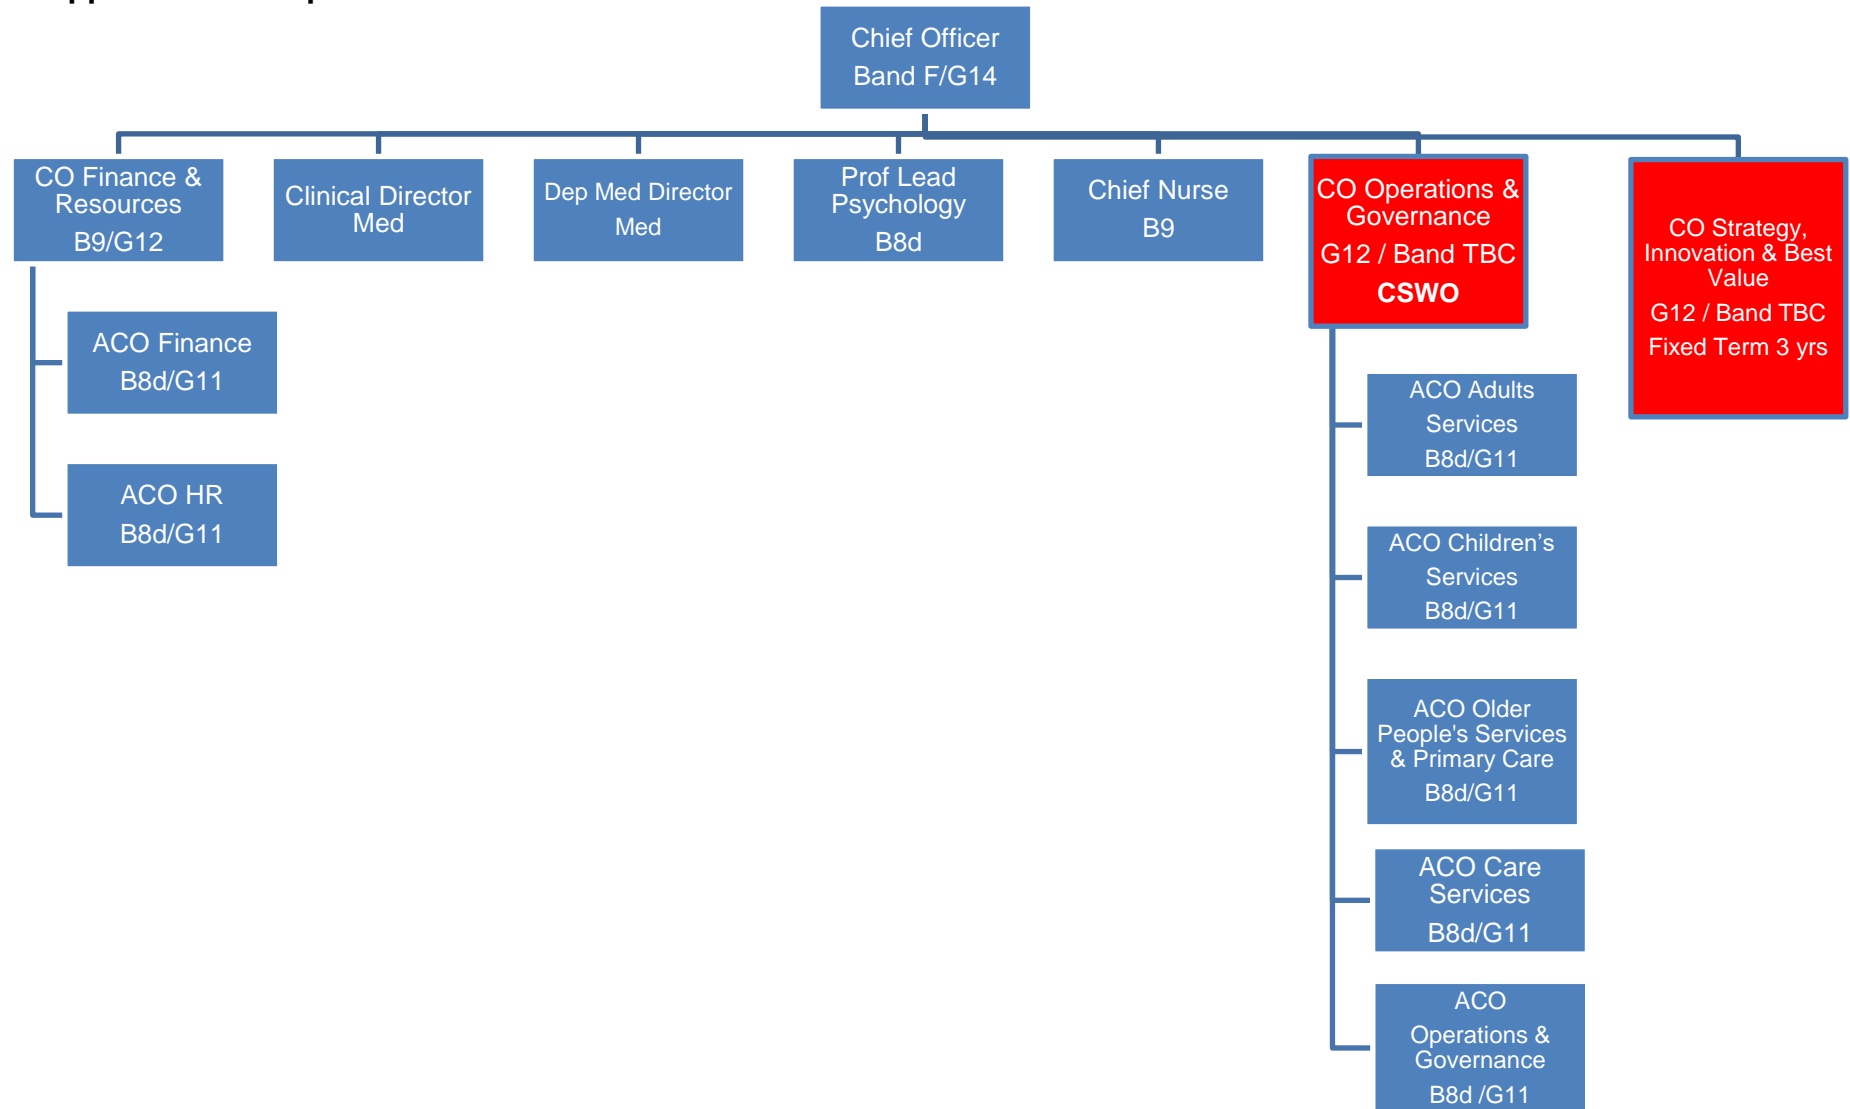 Chief Officer
Band F/G14
CO Finance &
Resources
B9/G12
Clinical Director
Med
Dep Med Director
Med
Prof Lead
Psychology
B8d
Chief Nurse
B9
CO Operations &
Governance
G12 / Band TBC
CSWO
CO Strategy,
Innovation & Best
Value
G12 / Band TBC
Fixed Term 3 yrs
ACO Finance
B8d/G11
ACO HR
B8d/G11
ACO Adults
Services
B8d/G11
ACO Children’s
Services
B8d/G11
ACO Older
People's Services
& Primary Care
B8d/G11
ACO Care
Services
B8d/G11
ACO
Operations &
Governance
B8d /G11